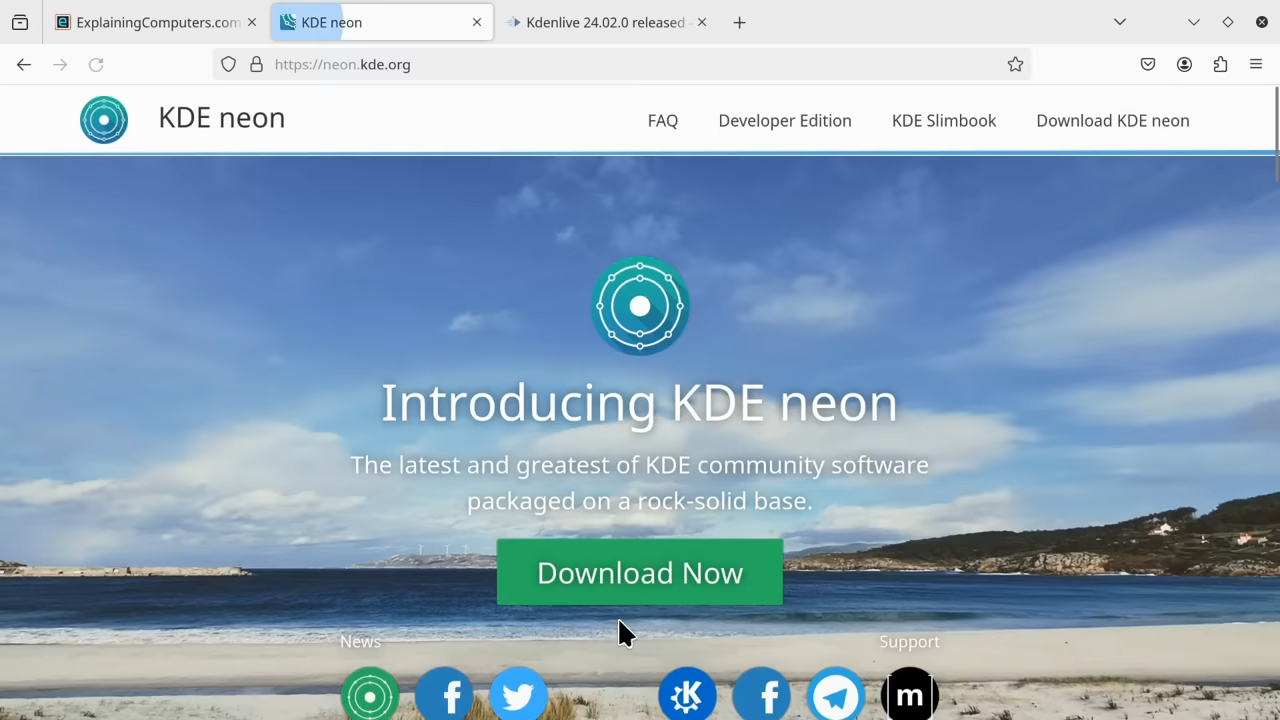 ExplainingComputers.com
KDE neon
Kdenlive 24.02.0 released
https://neon.kde.org
KDE neon
FAQ
Developer Edition
KDE Slimbook
Download KDE neon
Introducing KDE neon
The latest and greatest of KDE community software
packaged on a rock-solid base.
Download Now
News
Support
f
f
m